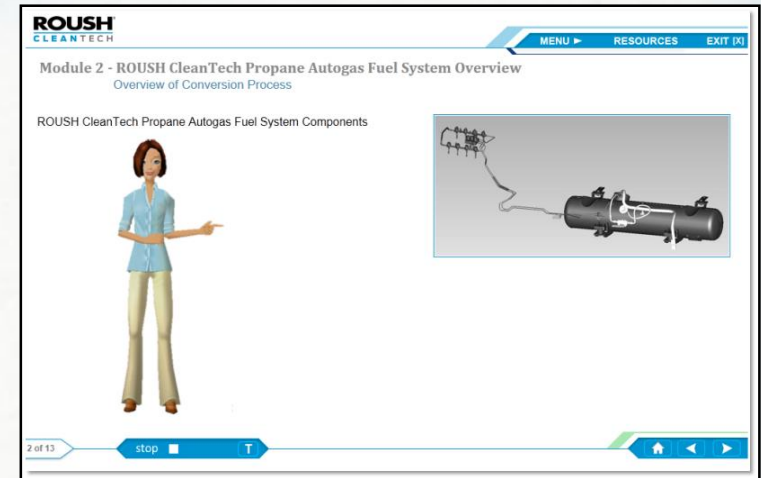 ROUSH
CLEANTECH
MENU ► RESOURCES EXIT [X]
Module 2 - ROUSH CleanTech Propane Autogas Fuel System Overview
Overview of Conversion Process
ROUSH CleanTech Propane Autogas Fuel System Components
2 of 13 stop T